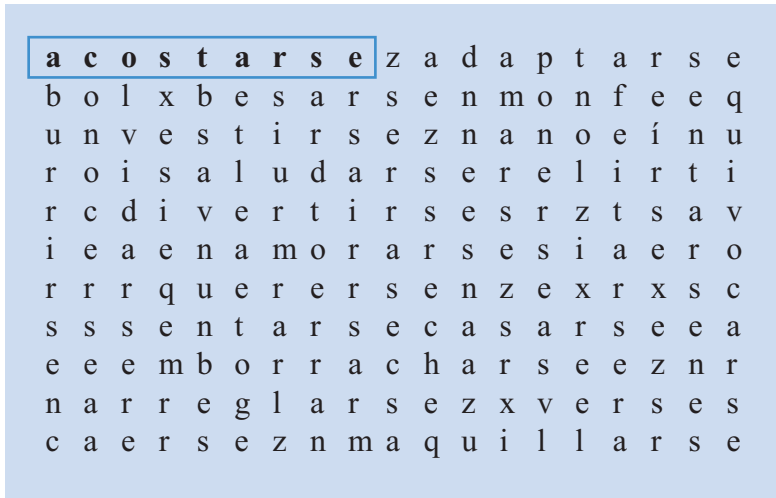 a c o s t a r s e z a d a p t a r s e
b o l x b e s a r s e n m o n f e e q
u n v e s t i r s e z n a n o e í n u
r o i s a l u d a r s e r e l i r t i
r c d i v e r t i r s e s r z t s a v
i e a e n a m o r a r s e s i a e r o
r r r q u e r e r s e n z e x r x s c
s s s e n t a r s e c a s a r s e e a
e e e m b o r r a c h a r s e e z n r
n a r r e g l a r s e z x v e r s e s
c a e r s e z n m a q u i l l a r s e